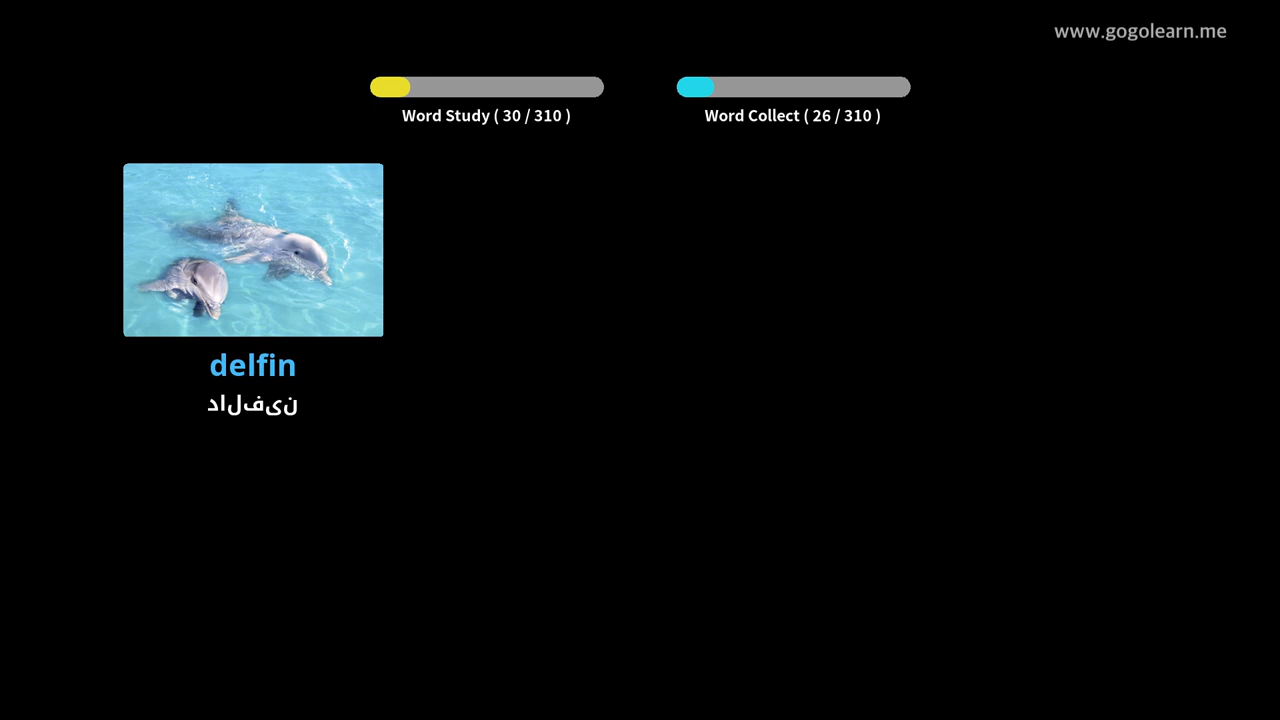 www.gogolearn.me
Word Study ( 30 / 310 )
Word Collect ( 26 / 310 )
delfin
دالفین